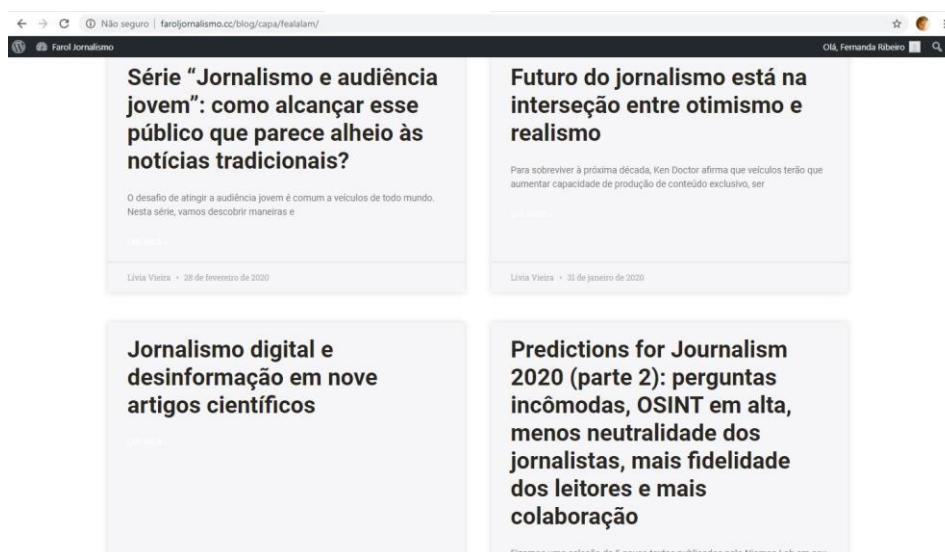 Não seguro | faroljornalismo.cc/blog/capa/fealalam/
Farol Jornalismo
Olá, Fernanda Ribeiro
Série “Jornalismo e audiência
jovem”: como alcançar esse
público que parece alheio às
notícias tradicionais?
O desafio de atingir a audiência jovem é comum a veículos de todo mundo.
Nesta série, vamos descobrir maneiras e
Lívia Vieira • 28 de fevereiro de 2020
Futuro do jornalismo está na
interseção entre otimismo e
realismo
Para sobreviver à próxima década, Ken Doctor afirma que veículos terão que
aumentar capacidade de produção de conteúdo exclusivo, ser
Lívia Vieira • 31 de janeiro de 2020
Jornalismo digital e
desinformação em nove
artigos científicos
Predictions for Journalism
2020 (parte 2): perguntas
incômodas, OSINT em alta,
menos neutralidade dos
jornalistas, mais fidelidade
dos leitores e mais
colaboração